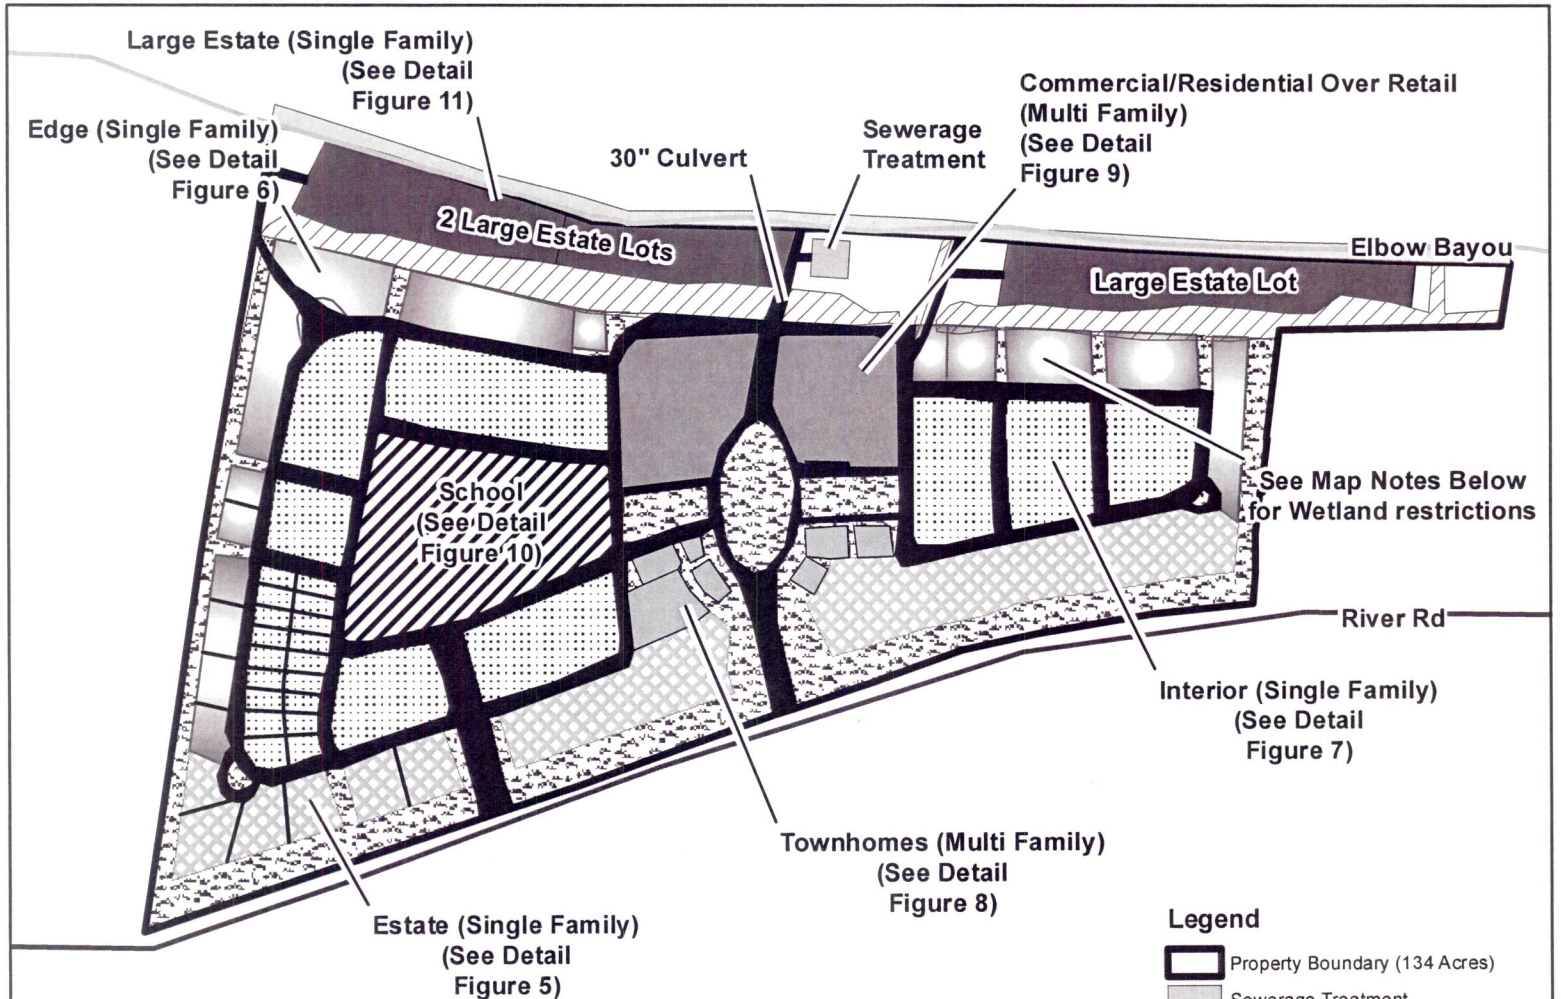 Large Estate (Single Family)
(See Detail
Figure 11)
Edge (Single Family)
(See Detail
Figure 6)
30" Culvert
Sewerage
Treatment
Commercial/Residential Over Retail
(Multi Family)
(See Detail
Figure 9)
2 Large Estate Lots
Elbow Bayou
Large Estate Lot
School
(See Detail
Figure 10)
See Map Notes Below
for Wetland restrictions
River Rd
Interior (Single Family)
(See Detail
Figure 7)
Townhomes (Multi Family)
(See Detail
Figure 8)
Estate (Single Family)
(See Detail
Figure 5)
Legend
Property Boundary (134 Acres)
Sewerage Treatment